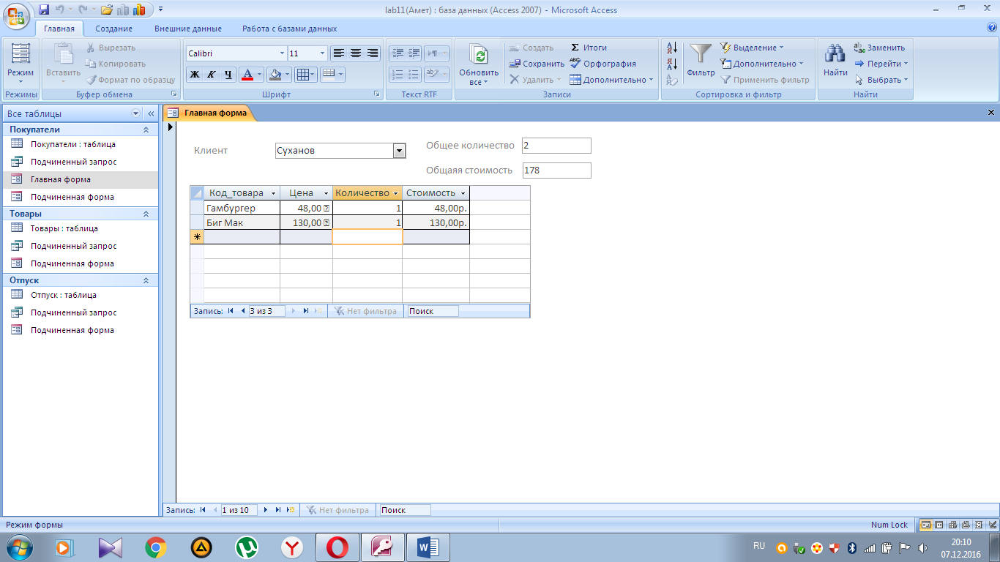 lab11(Амет) : база данных (Access 2007) - Microsoft Access
Главная Создание Внешние данные Работа с базами данных
Режим
Режимы
Вставить
Вырезать
Копировать
Формат по образцу
Буфер обмена
Calibri 11
Ж К Ч А
Шрифт
Текст RTF
Обновить все
Создать
Сохранить
Удалить
Итоги
Орфография
Дополнительно
Записи
Фильтр
Выделение
Дополнительно
Применить фильтр
Сортировка и фильтр
Найти
Заменить
Перейти
Выбрать
Найти
Все таблицы
Покупатели
Покупатели : таблица
Подчиненный запрос
Главная форма
Подчиненная форма
Товары
Товары : таблица
Подчиненный запрос
Подчиненная форма
Отпуск
Отпуск : таблица
Подчиненный запрос
Подчиненная форма
Главная форма
Клиент Суханов
Общее количество 2
Общаяя стоимость 178
Код_товара Цена Количество Стоимость
Гамбургер 48,00 1 48,00р.
Биг Мак 130,00 1 130,00р.
Запись: 3 из 3 Нет фильтра Поиск
Запись: 1 из 10 Нет фильтра Поиск
Режим формы Num Lock
RU 20:10
07.12.2016